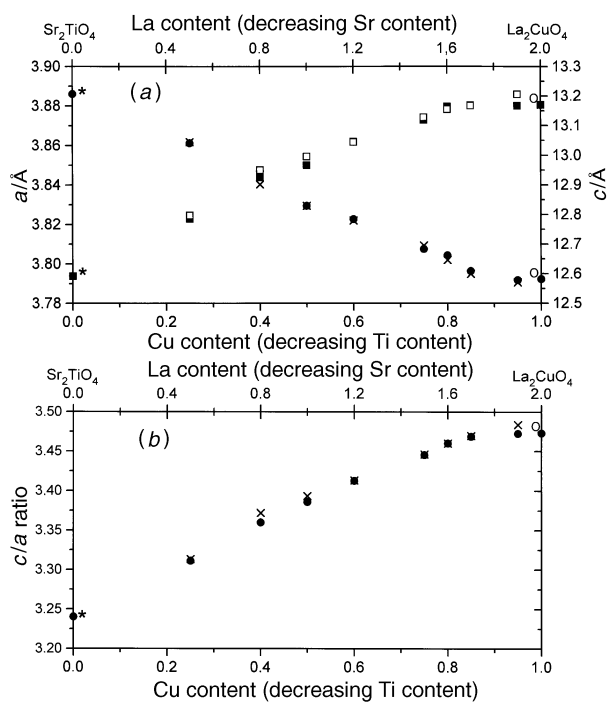 La content (decreasing Sr content)
Sr2TiO4 La2CuO4
0.0 0.4 0.8 1.2 1,6 2.0
3.90 13.3
(a)
* O
3.88 13.2
13.1
3.86 13.0
a/Å c/Å
3.84 12.9
12.8
3.82 12.7
3.80 12.6
* O
3.78 12.5
0.0 0.2 0.4 0.6 0.8 1.0
Cu content (decreasing Ti content)
La content (decreasing Sr content)
Sr2TiO4 La2CuO4
0.0 0.4 0.8 1.2 1.6 2.0
3.50
(b) O
3.45
3.40
c/a ratio
3.35
3.30
3.24 *
3.20
0.0 0.2 0.4 0.6 0.8 1.0
Cu content (decreasing Ti content)